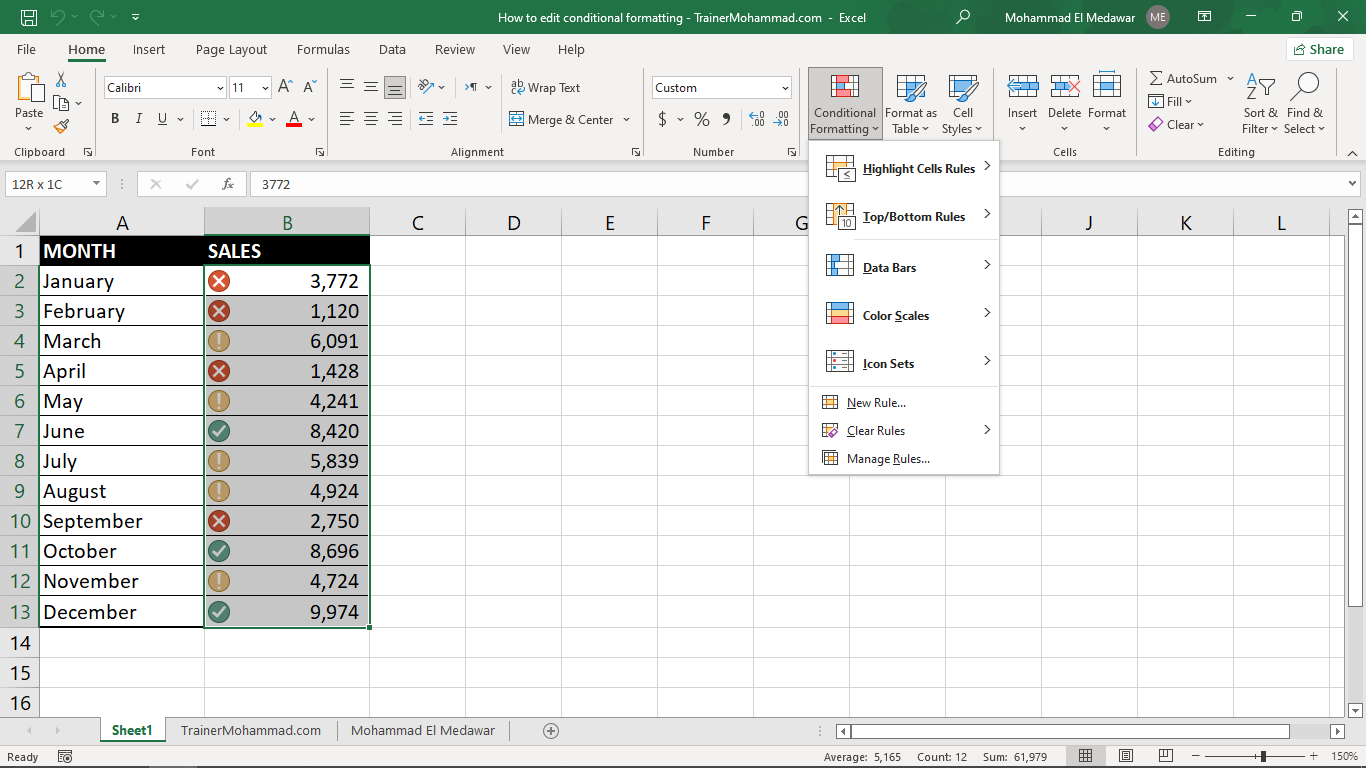 How to edit conditional formatting - TrainerMohammad.com - Excel
Mohammad El Medawar ME
File Home Insert Page Layout Formulas Data Review View Help
Share
Paste
Clipboard
Calibri 11
A A
B I U A
Font
ab Wrap Text
Merge & Center
Alignment
Custom
$ % 9 .00 .00
Number
Conditional Formatting
Format as Table
Cell Styles
Insert Delete Format
Cells
AutoSum
Fill
Clear
Sort & Filter
Find & Select
Editing
12R x 1C fx 3772
Highlight Cells Rules
Top/Bottom Rules
Data Bars
Color Scales
Icon Sets
New Rule...
Clear Rules
Manage Rules...
A B C D E F G J K L
1 MONTH SALES
2 January 3,772
3 February 1,120
4 March 6,091
5 April 1,428
6 May 4,241
7 June 8,420
8 July 5,839
9 August 4,924
10 September 2,750
11 October 8,696
12 November 4,724
13 December 9,974
14
15
16
Sheet1 TrainerMohammad.com Mohammad El Medawar
Ready Average: 5,165 Count: 12 Sum: 61,979 150%